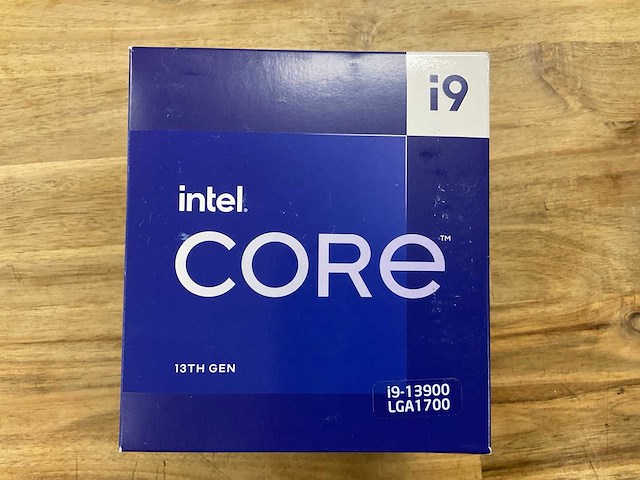 i9
intel.
CORe™
13TH GEN
i9-13900
LGA1700